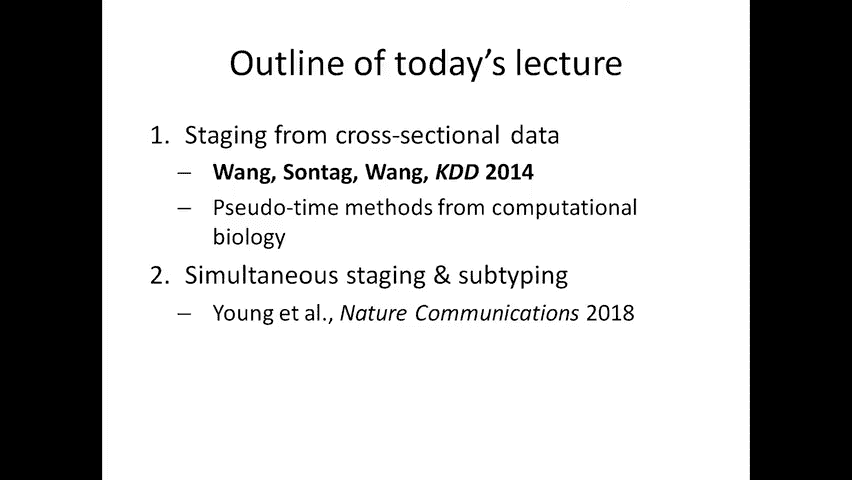 Outline of today’s lecture
1. Staging from cross-sectional data
– Wang, Sontag, Wang, KDD 2014
– Pseudo-time methods from computational
biology
2. Simultaneous staging & subtyping
– Young et al., Nature Communications 2018